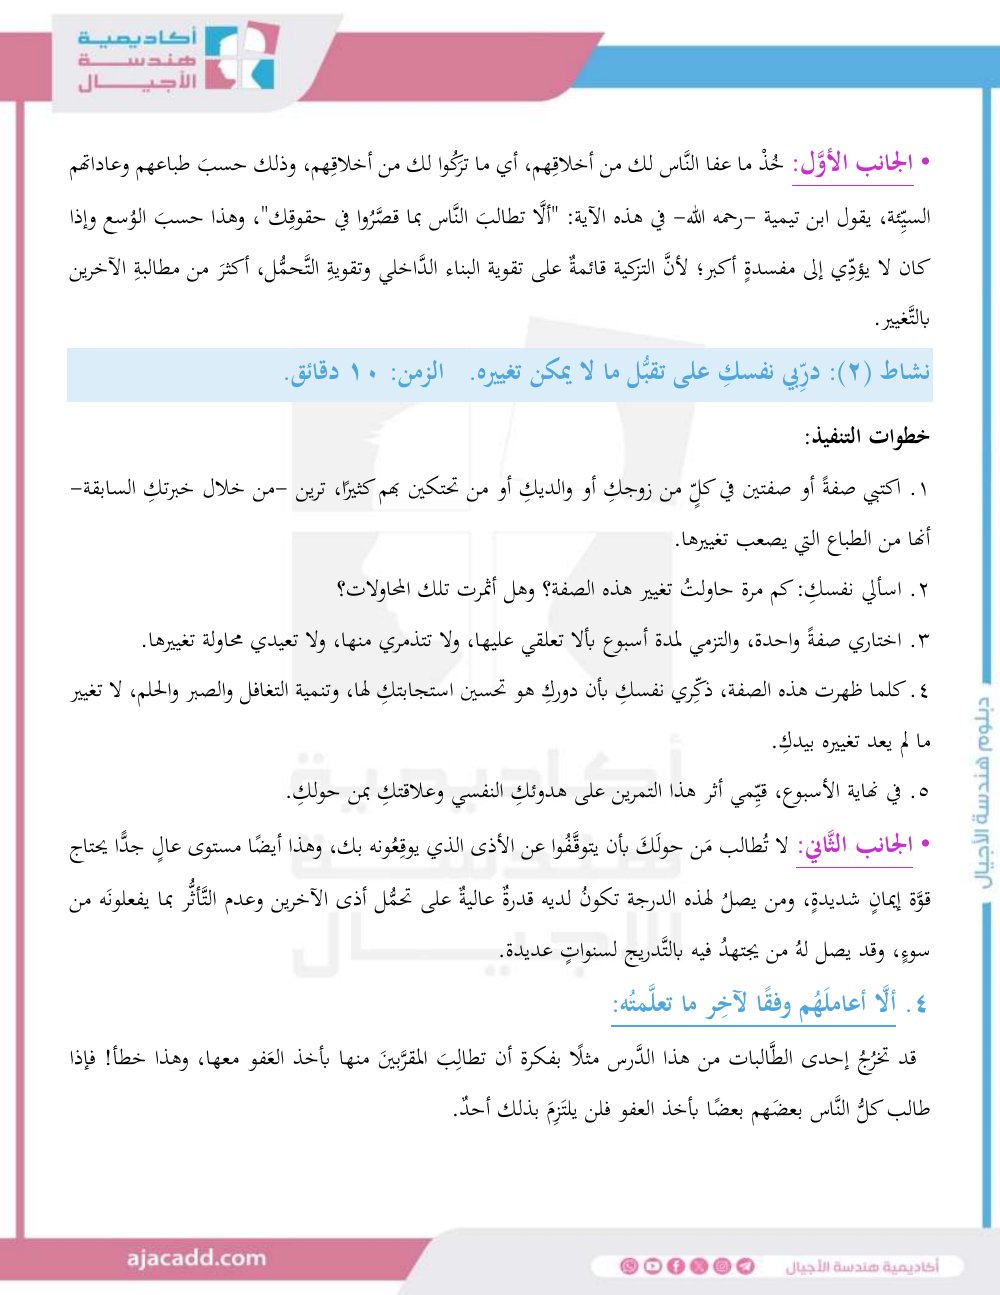 أكاديمية
هندسة
الأجيال
• الجانب الأوَّل: خُذْ ما عفا النَّاس لك من أخلاقِهم، أي ما تركُوا لك من أخلاقِهم، وذلك حسبَ طباعهم وعاداتهم
السيِّئة، يقول ابن تيمية -رحمه الله- في هذه الآية: "ألَّا تطالبَ النَّاس بما قصَّرُوا في حقوقِك"، وهذا حسبَ الوُسع وإذا
كان لا يؤدِّي إلى مفسدةٍ أكبر؛ لأنَّ التزكية قائمةٌ على تقوية البناء الدَّاخلي وتقويةِ التَّحمُّل، أكثرَ من مطالبةِ الآخرين
بالتَّغيير.
نشاط (٢): درِّبي نفسكِ على تقبُّل ما لا يمكن تغييره. الزمن: ١٠ دقائق.
خطوات التنفيذ:
١. اكتبي صفةً أو صفتين في كلٍّ من زوجكِ أو والديكِ أو من تحتكين بهم كثيرًا، ترين -من خلال خبرتكِ السابقة-
أنها من الطباع التي يصعب تغييرها.
٢. اسألي نفسكِ: كم مرة حاولتُ تغيير هذه الصفة؟ وهل أثمرت تلك المحاولات؟
٣. اختاري صفةً واحدة، والتزمي لمدة أسبوع بألا تعلقي عليها، ولا تتذمري منها، ولا تعيدي محاولة تغييرها.
٤. كلما ظهرت هذه الصفة، ذكِّري نفسكِ بأن دوركِ هو تحسين استجابتكِ لها، وتنمية التغافل والصبر والحلم، لا تغيير
ما لم يعد تغييره بيدكِ.
٥. في نهاية الأسبوع، قيِّمي أثر هذا التمرين على هدوئكِ النفسي وعلاقتكِ بمن حولكِ.
• الجانب الثَّاني: لا تُطالب مَن حولَكَ بأن يتوقَّفُوا عن الأذى الذي يوقِعُونه بك، وهذا أيضًا مستوى عالٍ جدًّا يحتاج
قوَّة إيمانٍ شديدةٍ، ومن يصلُ لهذه الدرجة تكونُ لديه قدرةٌ عاليةٌ على تحمُّل أذى الآخرين وعدم التَّأثُّر بما يفعلونَه من
سوءٍ، وقد يصل لهُ من يجتهدُ فيه بالتَّدريج لسنواتٍ عديدة.
٤. ألَّا أعاملَهُم وفقًا لآخِر ما تعلَّمتُه:
قد تخرُجُ إحدى الطَّالبات من هذا الدَّرس مثلًا بفكرة أن تطالِبَ المقرَّبينَ منها بأخذ العَفو معها، وهذا خطأ! فإذا
طالب كلُّ النَّاس بعضَهم بعضًا بأخذ العفو فلن يلتَزِمَ بذلك أحدٌ.
دبلوم هندسة الأجيال
أكاديمية
هندسة
الأجيال
أكاديمية هندسة الأجيال
ajacadd.com